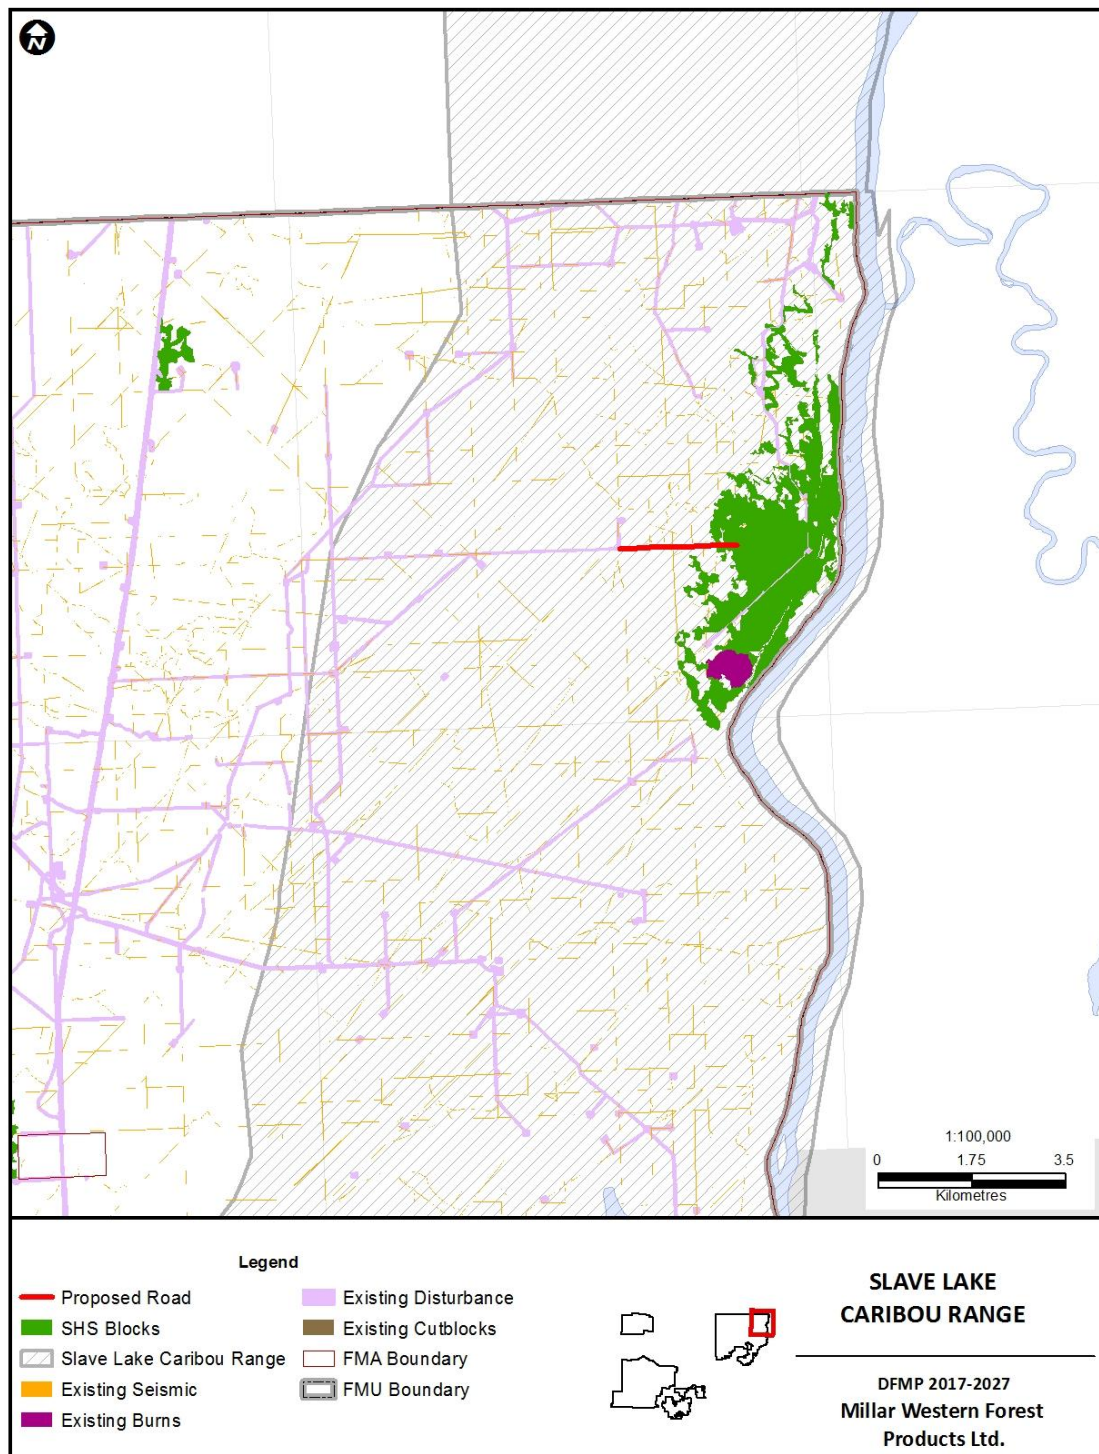 N
1:100,000
0 1.75 3.5
Kilometres
Legend
Proposed Road
SHS Blocks
Slave Lake Caribou Range
Existing Seismic
Existing Burns
Existing Disturbance
Existing Cutblocks
FMA Boundary
FMU Boundary
SLAVE LAKE
CARIBOU RANGE
DFMP 2017-2027
Millar Western Forest
Products Ltd.